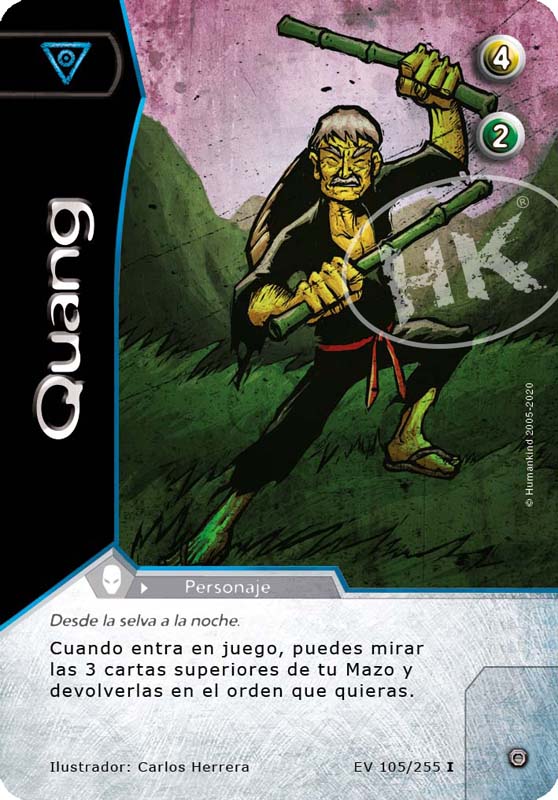 4
2
Quang
HK®
© Humankind 2005-2020
Personaje
Desde la selva a la noche.
Cuando entra en juego, puedes mirar
las 3 cartas superiores de tu Mazo y
devolverlas en el orden que quieras.
Ilustrador: Carlos Herrera
EV 105/255 I